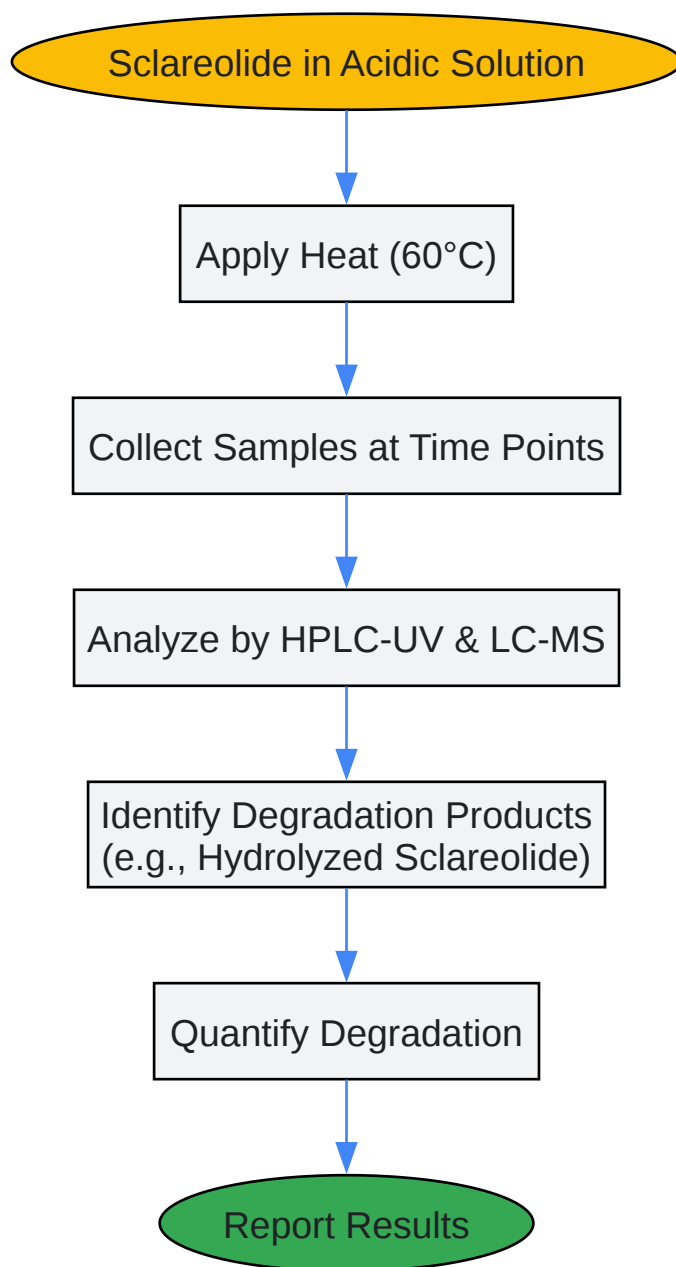 Sclareolide in Acidic Solution
Apply Heat (60°C)
Collect Samples at Time Points
Analyze by HPLC-UV & LC-MS
Identify Degradation Products
(e.g., Hydrolyzed Sclareolide)
Quantify Degradation
Report Results